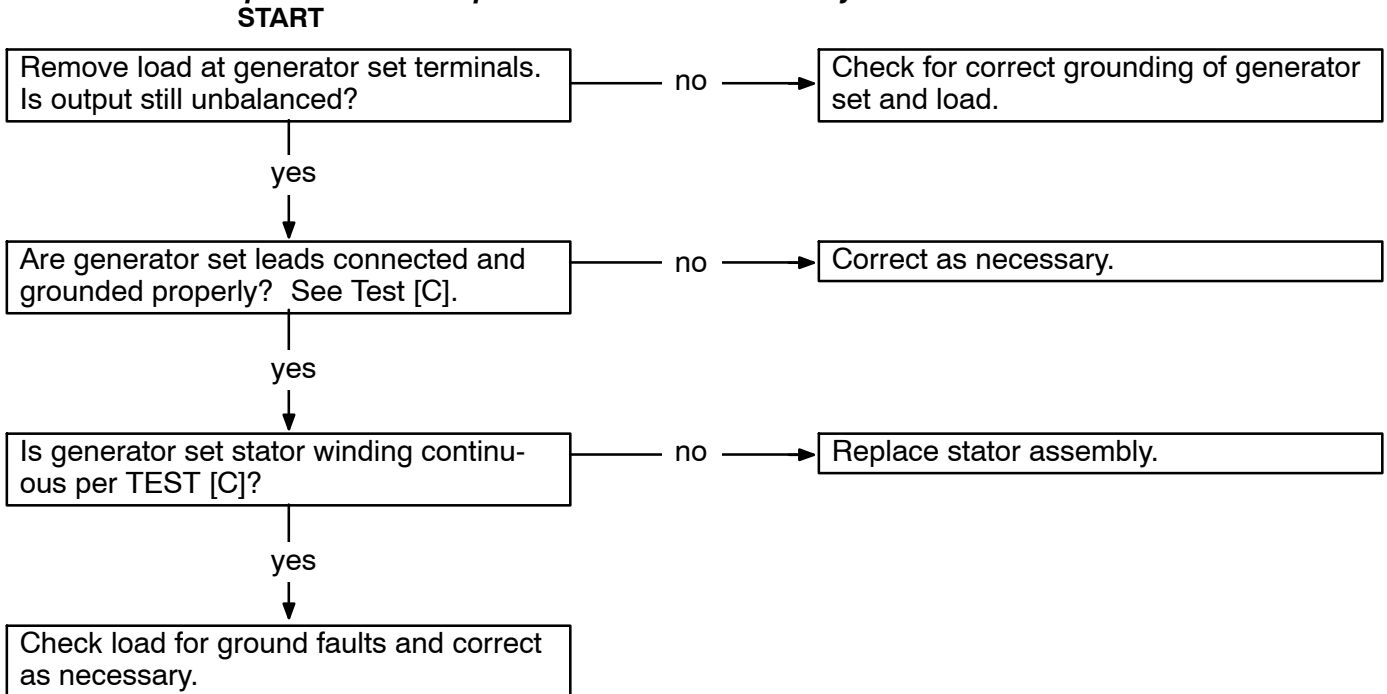 START
Remove load at generator set terminals.
Is output still unbalanced?
no
Check for correct grounding of generator
set and load.
yes
Are generator set leads connected and
grounded properly?  See Test [C].
no
Correct as necessary.
yes
Is generator set stator winding continu-
ous per TEST [C]?
no
Replace stator assembly.
yes
Check load for ground faults and correct
as necessary.